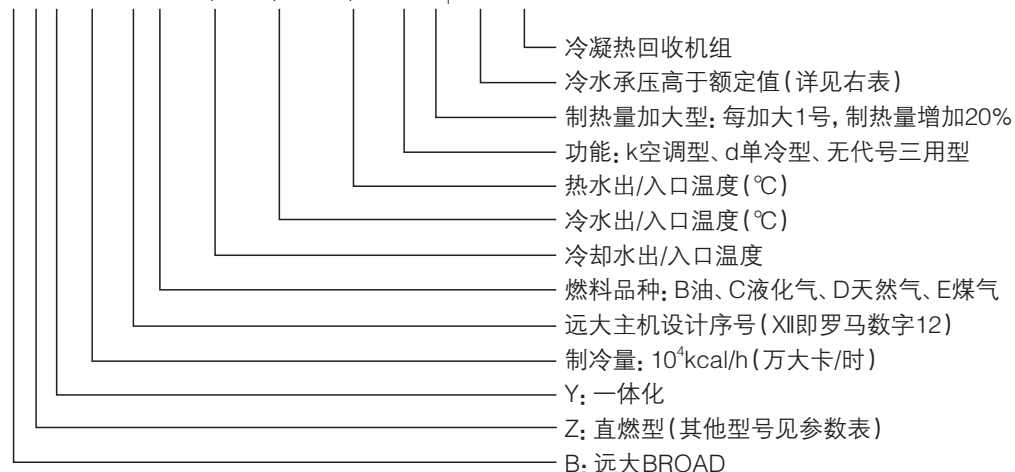 冷凝热回收机组
冷水承压高于额定值(详见右表)
制热量加大型: 每加大1号, 制热量增加20%
功能: k空调型、d单冷型、无代号三用型
热水出/入口温度(℃)
冷水出/入口温度(℃)
冷却水出/入口温度
燃料品种: B油、C液化气、D天然气、E煤气
远大主机设计序号(Ⅻ即罗马数字12)
制冷量: 10⁴kcal/h(万大卡/时)
Y: 一体化
Z: 直燃型(其他型号见参数表)
B: 远大BROAD